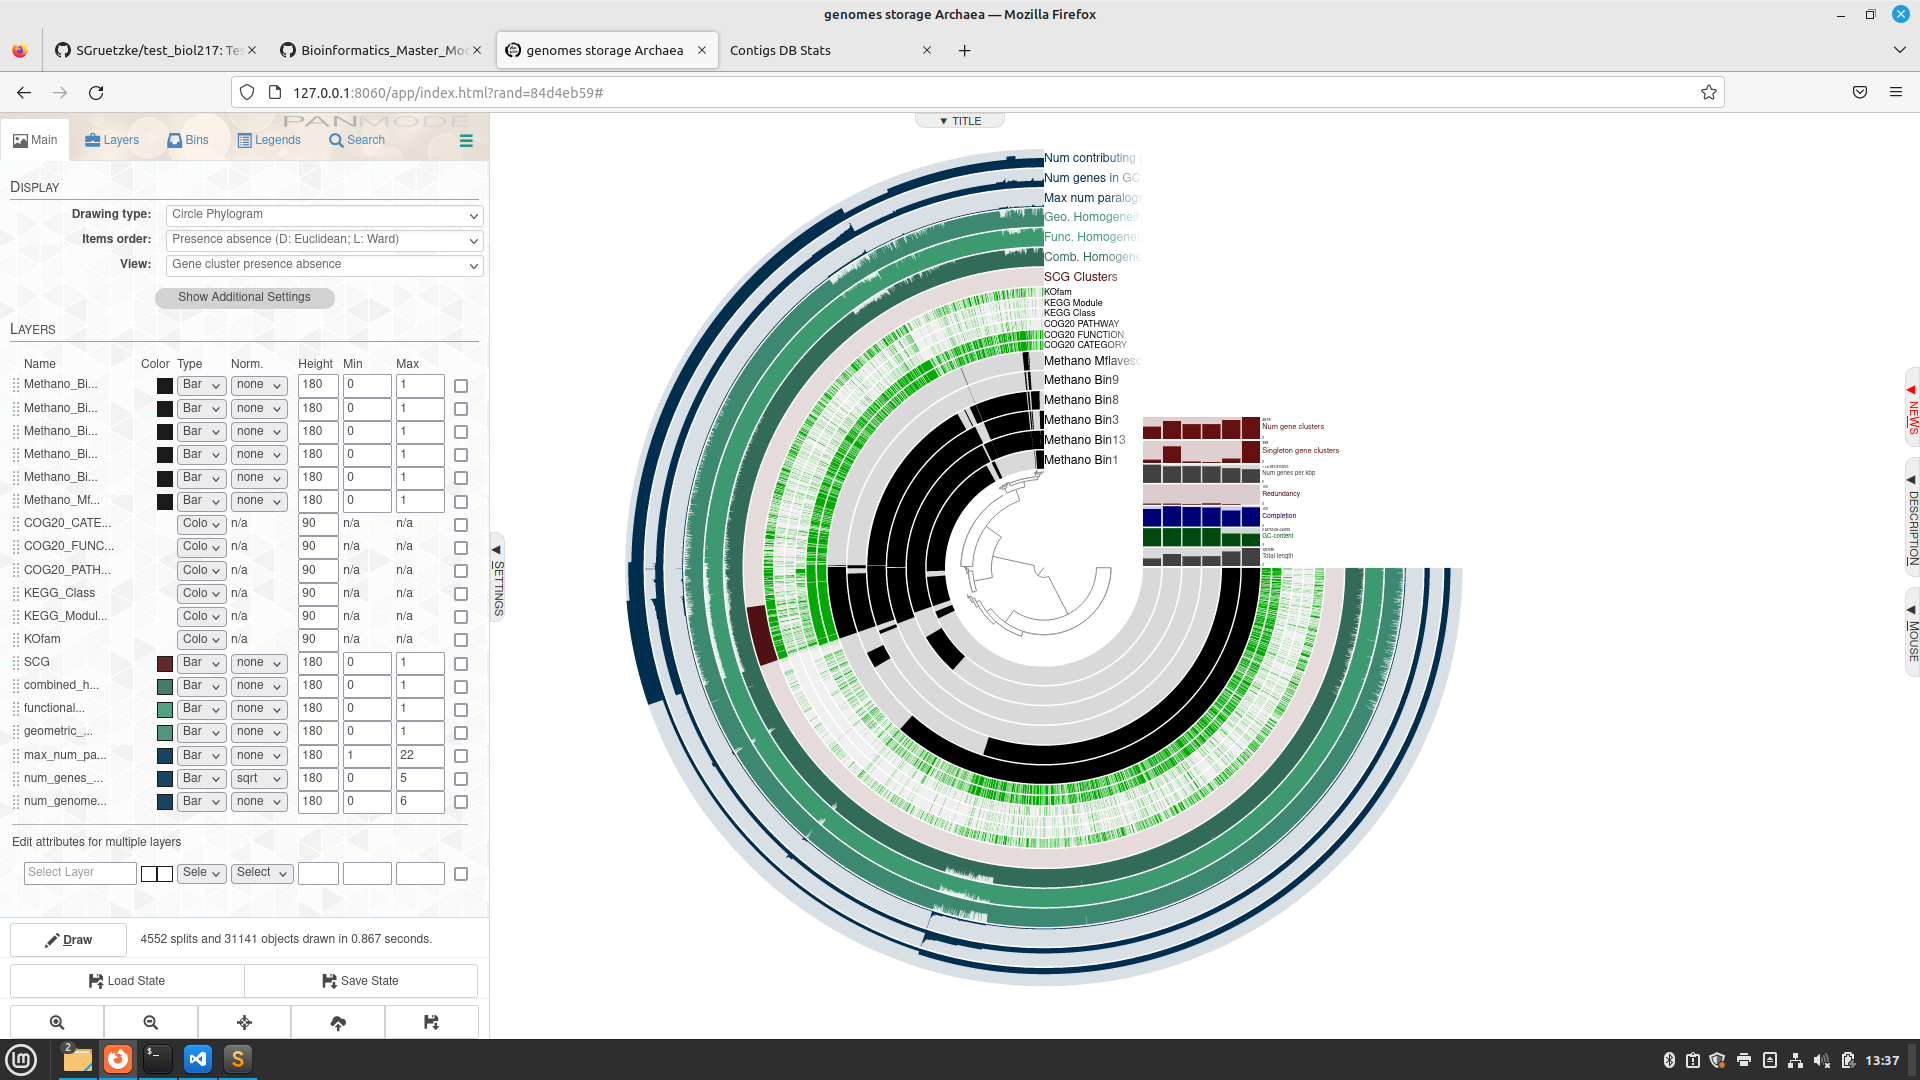 genomes storage Archaea — Mozilla Firefox
SGruetzke/test_biol217: Tes
Bioinformatics_Master_Moc
genomes storage Archaea
Contigs DB Stats
127.0.0.1:8060/app/index.html?rand=84d4eb59#
PANMODE
Main
Layers
Bins
Legends
Search
▼ TITLE
DISPLAY
Drawing type: Circle Phylogram
Items order: Presence absence (D: Euclidean; L: Ward)
View: Gene cluster presence absence
Show Additional Settings
LAYERS
Name Color Type Norm. Height Min Max
Methano_Bi... Bar none 180 0 1
Methano_Bi... Bar none 180 0 1
Methano_Bi... Bar none 180 0 1
Methano_Bi... Bar none 180 0 1
Methano_Bi... Bar none 180 0 1
Methano_Mf... Bar none 180 0 1
COG20_CATE... Colo n/a 90 n/a n/a
COG20_FUNC... Colo n/a 90 n/a n/a
COG20_PATH... Colo n/a 90 n/a n/a
KEGG_Class Colo n/a 90 n/a n/a
KEGG_Modul... Colo n/a 90 n/a n/a
KOfam Colo n/a 90 n/a n/a
SCG Bar none 180 0 1
combined_h... Bar none 180 0 1
functional... Bar none 180 0 1
geometric_... Bar none 180 0 1
max_num_pa... Bar none 180 1 22
num_genes_... Bar sqrt 180 0 5
num_genome... Bar none 180 0 6
Edit attributes for multiple layers
Select Layer Sele Select
Draw
4552 splits and 31141 objects drawn in 0.867 seconds.
Load State
Save State
◀ SETTINGS
Num contributing
Num genes in GC
Max num paralogs
Geo. Homogeneit
Func. Homogenei
Comb. Homogene
SCG Clusters
KOfam
KEGG Module
KEGG Class
COG20 PATHWAY
COG20 FUNCTION
COG20 CATEGORY
Methano Mflavesc
Methano Bin9
Methano Bin8
Methano Bin3
Methano Bin13
Methano Bin1
Num gene clusters
Singleton gene clusters
Num genes per kbp
Redundancy
Completion
GC-content
Total length
◀ NEWS
◀ DESCRIPTION
◀ MOUSE
2
13:37